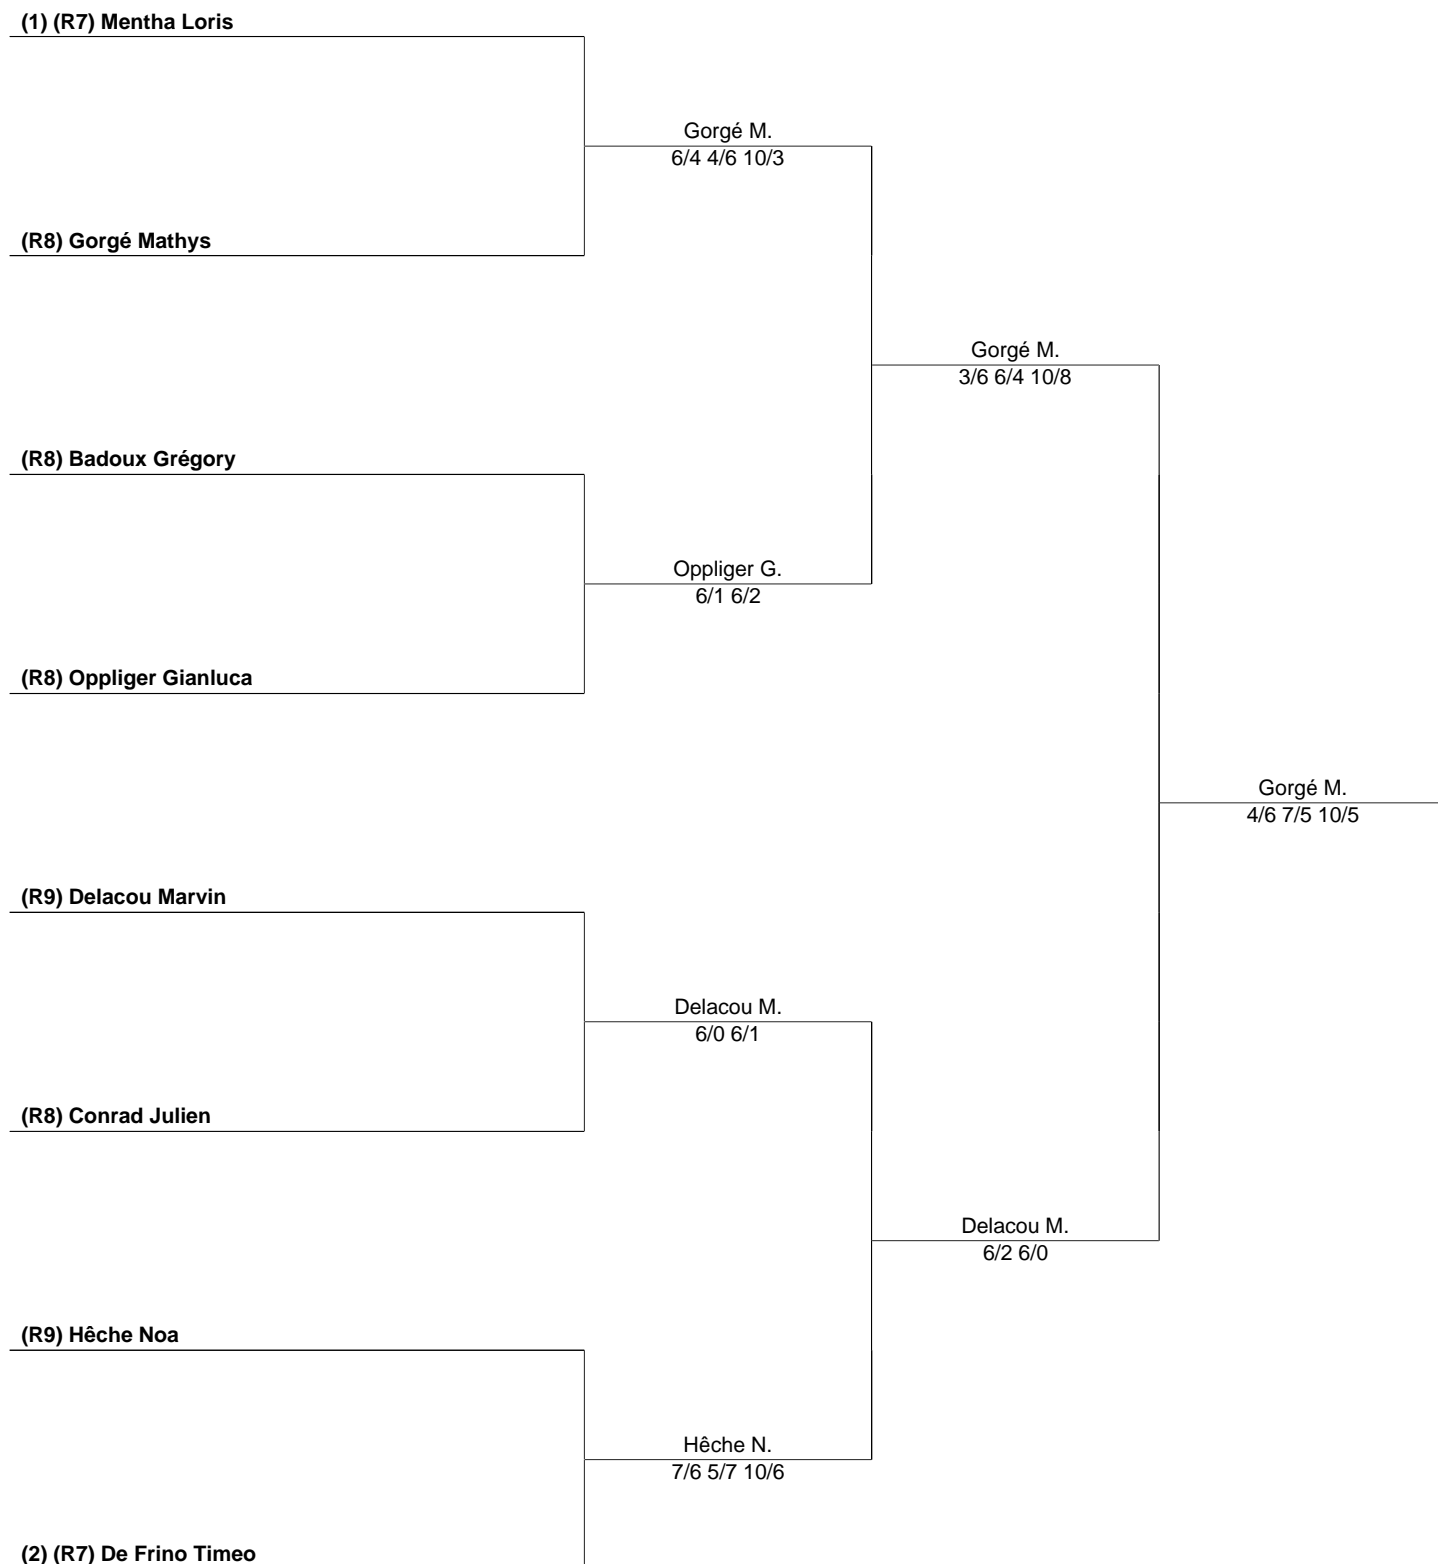 (1) (R7) Mentha Loris
Gorgé M.
6/4 4/6 10/3
(R8) Gorgé Mathys
Gorgé M.
3/6 6/4 10/8
(R8) Badoux Grégory
Oppliger G.
6/1 6/2
(R8) Oppliger Gianluca
Gorgé M.
4/6 7/5 10/5
(R9) Delacou Marvin
Delacou M.
6/0 6/1
(R8) Conrad Julien
Delacou M.
6/2 6/0
(R9) Hêche Noa
Hêche N.
7/6 5/7 10/6
(2) (R7) De Frino Timeo